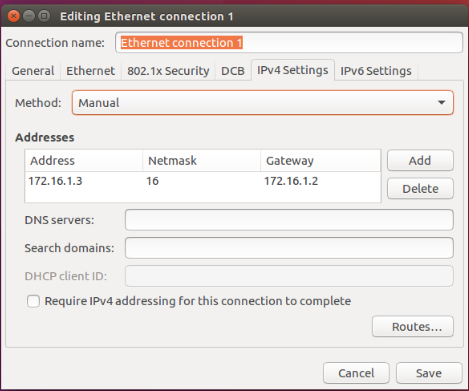 Editing Ethernet connection 1
Connection name: Ethernet connection 1
General Ethernet 802.1x Security DCB IPv4 Settings IPv6 Settings
Method: Manual
Addresses
Address Netmask Gateway Add
172.16.1.3 16 172.16.1.2
Delete
DNS servers:
Search domains:
DHCP client ID:
Require IPv4 addressing for this connection to complete
Routes...
Cancel Save